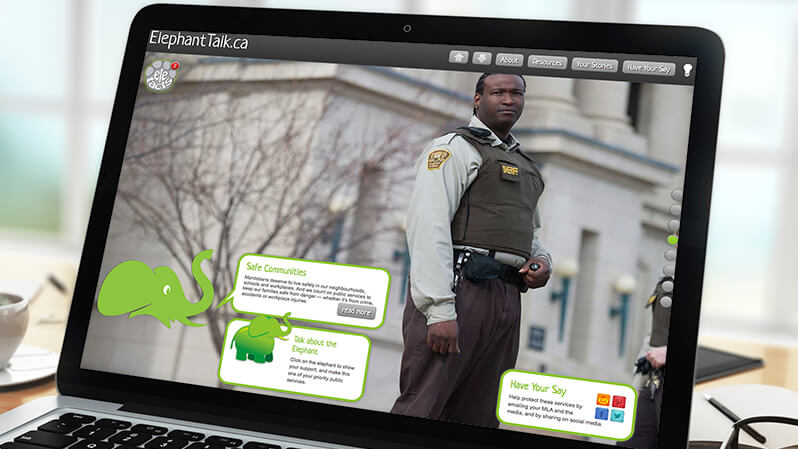 ElephantTalk.ca
About
Resources
Your Stories
Have Your Say
ele
facts
SHERIFF
Safe Communities
Manitobans deserve to live safely in our neighbourhoods,
schools and workplaces. And we count on public services to
keep our families safe from danger — whether it's from crime,
accidents or workplace injuries.
read more
Talk about the
Elephant
Click on the elephant to show
your support, and make this
one of your priority public
services.
Have Your Say
Help protect these services by
emailing your MLA and the
media, and by sharing on social media.